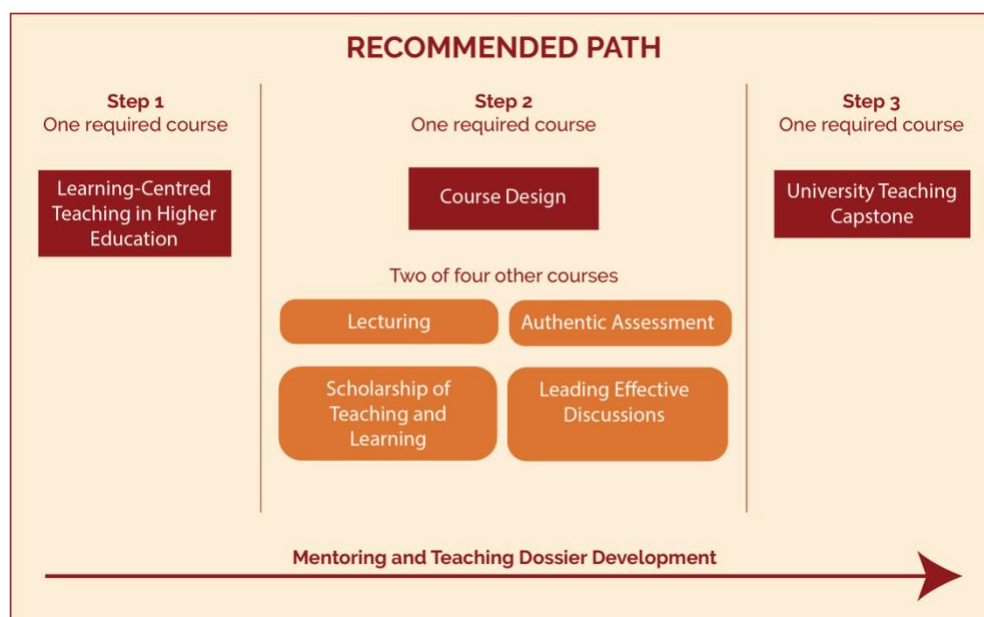 RECOMMENDED PATH
Step 1
One required course
Learning-Centred
Teaching in Higher
Education
Step 2
One required course
Course Design
Two of four other courses
Lecturing
Authentic Assessment
Scholarship of
Teaching and
Learning
Leading Effective
Discussions
Step 3
One required course
University Teaching
Capstone
Mentoring and Teaching Dossier Development